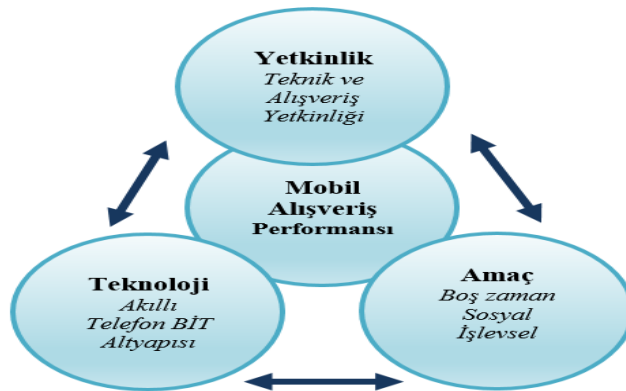 Yetkinlik
Teknik ve
Alışveriş
Yetkinliği
Mobil
Alışveriş
Performansı
Teknoloji
Akıllı
Telefon BİT
Altyapısı
Amaç
Boş zaman
Sosyal
İşlevsel